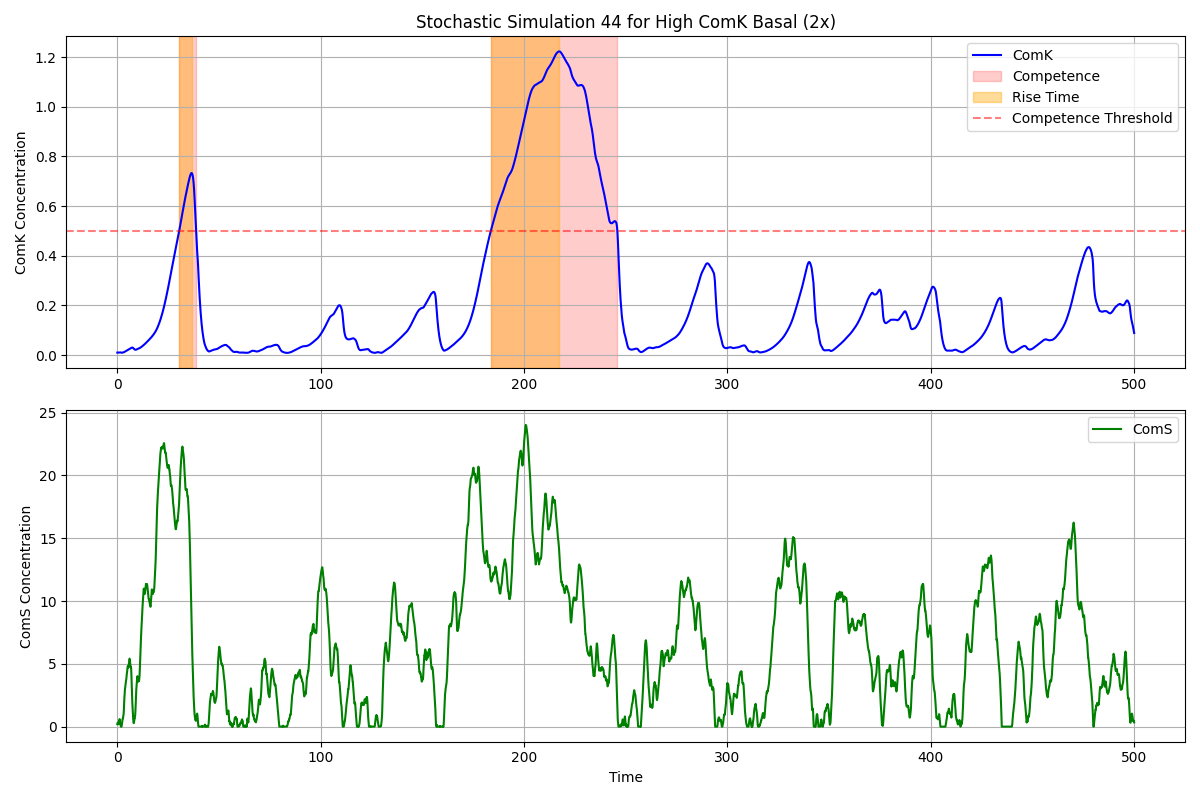 Stochastic Simulation 44 for High ComK Basal (2x)
ComK Concentration
1.2
1.0
0.8
0.6
0.4
0.2
0.0
ComK
Competence
Rise Time
Competence Threshold
0 100 200 300 400 500
ComS Concentration
25
20
15
10
5
0
ComS
0 100 200 300 400 500
Time